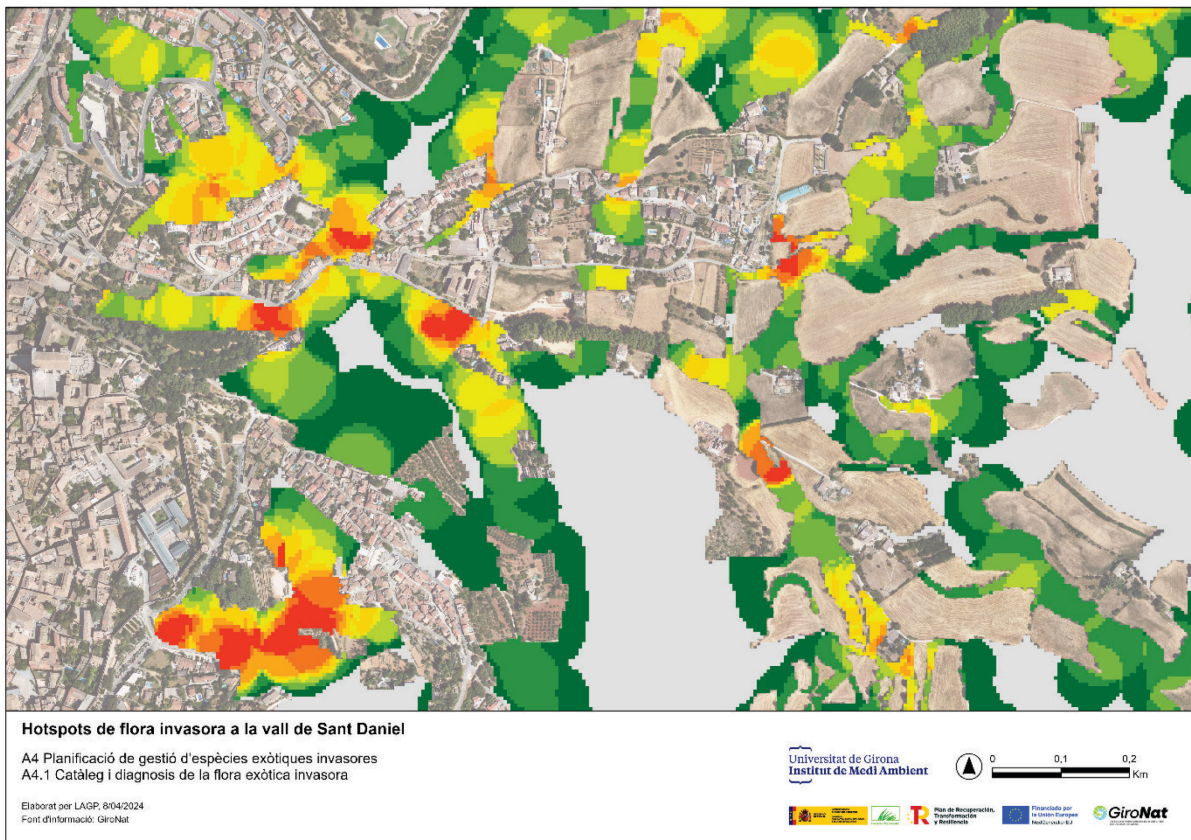 Hotspots de flora invasora a la vall de Sant Daniel
A4 Planificació de gestió d'espècies exòtiques invasores
A4.1 Catàleg i diagnosis de la flora exòtica invasora
Elaborat per LAGP, 8/04/2024
Font d'informació: GiroNat
Universitat de Girona
Institut de Medi Ambient
0 0,1 0,2
Km
Plan de Recuperación,
Transformación
y Resiliencia
Financiado por
la Unión Europea
NextGenerationEU
GiroNat